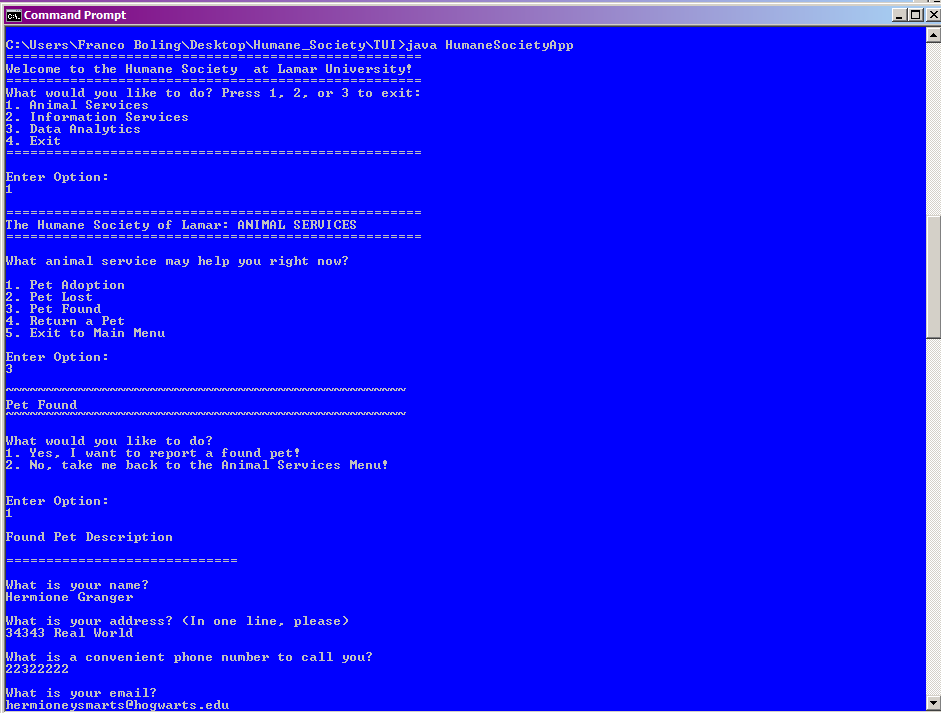 Command Prompt
C:\Users\Franco Boling\Desktop\Humane_Society\TUI>java HumaneSocietyApp
====================================================
Welcome to the Humane Society  at Lamar University!
====================================================
What would you like to do? Press 1, 2, or 3 to exit:
1. Animal Services
2. Information Services
3. Data Analytics
4. Exit
====================================================
Enter Option:
1
====================================================
The Humane Society of Lamar: ANIMAL SERVICES
====================================================
What animal service may help you right now?
1. Pet Adoption
2. Pet Lost
3. Pet Found
4. Return a Pet
5. Exit to Main Menu
Enter Option:
3
~~~~~~~~~~~~~~~~~~~~~~~~~~~~~~~~~~~~~~~~~~~~~~~~~~
Pet Found
~~~~~~~~~~~~~~~~~~~~~~~~~~~~~~~~~~~~~~~~~~~~~~~~~~
What would you like to do?
1. Yes, I want to report a found pet!
2. No, take me back to the Animal Services Menu!
Enter Option:
1
Found Pet Description
=============================
What is your name?
Hermione Granger
What is your address? (In one line, please)
34343 Real World
What is a convenient phone number to call you?
22322222
What is your email?
hermioneysmarts@hogwarts.edu